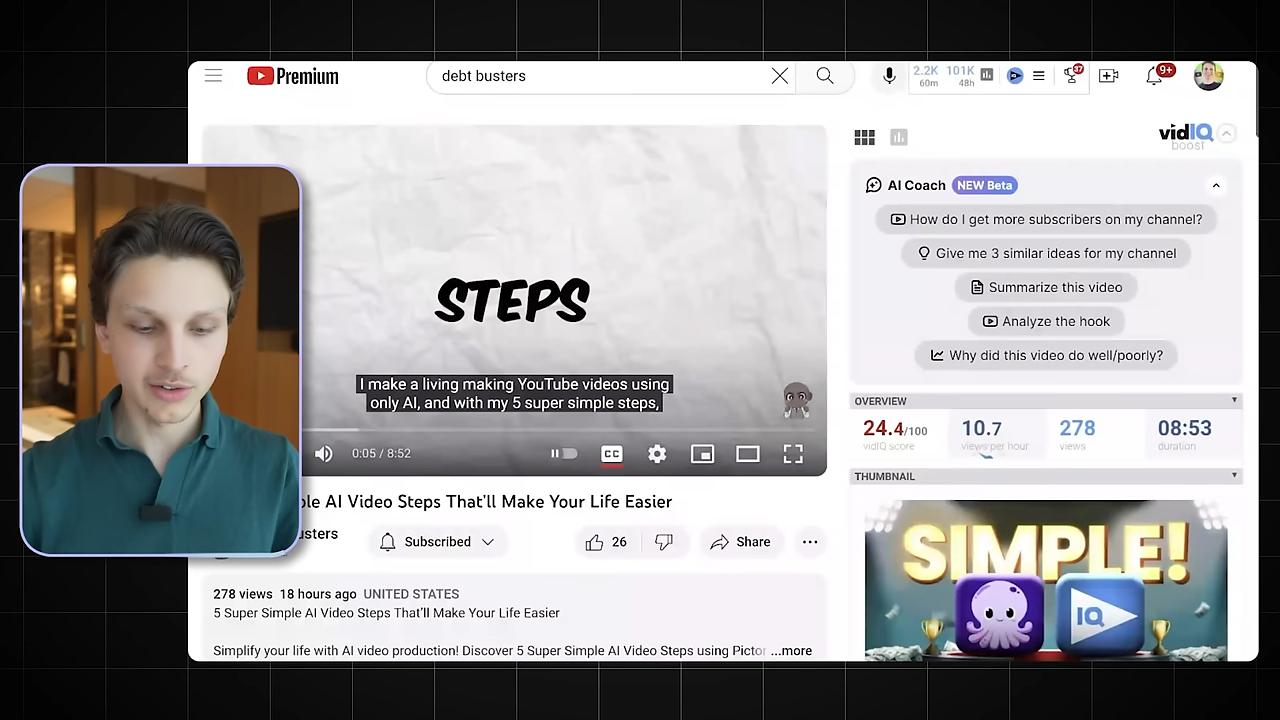 Premium
debt busters
2.2K 101K
60m 48h
37
9+
vidIQ
boost
STEPS
I make a living making YouTube videos using
only AI, and with my 5 super simple steps,
0:05 / 8:52
CC
AI Coach NEW Beta
How do I get more subscribers on my channel?
Give me 3 similar ideas for my channel
Summarize this video
Analyze the hook
Why did this video do well/poorly?
OVERVIEW
24.4/100 10.7 278 08:53
vidIQ score views per hour views duration
THUMBNAIL
SIMPLE!
IQ
ple AI Video Steps That'll Make Your Life Easier
usters
Subscribed
26
Share
278 views 18 hours ago UNITED STATES
5 Super Simple AI Video Steps That'll Make Your Life Easier
Simplify your life with AI video production! Discover 5 Super Simple AI Video Steps using Pictor ...more